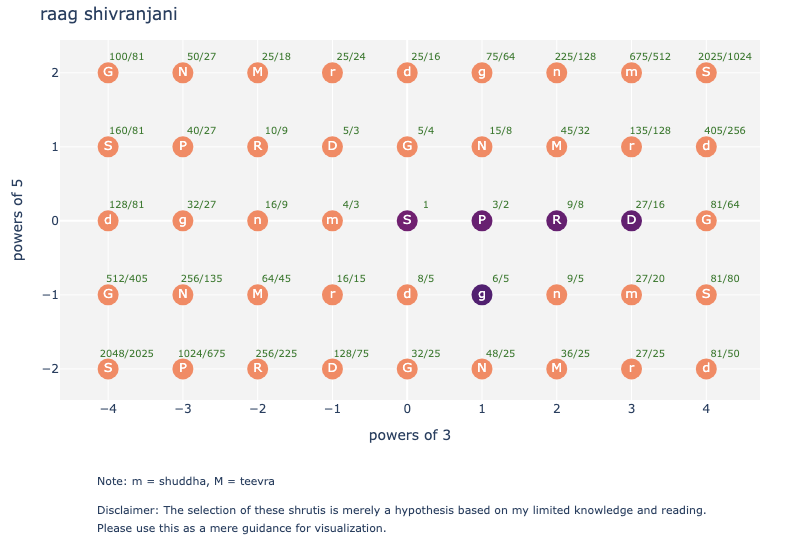 raag shivranjani
100/81 50/27 25/18 25/24 25/16 75/64 225/128 675/512 2025/1024
2 G N M r d g n m S
160/81 40/27 10/9 5/3 5/4 15/8 45/32 135/128 405/256
1 S P R D G N M r d
128/81 32/27 16/9 4/3 1 3/2 9/8 27/16 81/64
0 d g n m S P R D G
512/405 256/135 64/45 16/15 8/5 6/5 9/5 27/20 81/80
−1 G N M r d g n m S
2048/2025 1024/675 256/225 128/75 32/25 48/25 36/25 27/25 81/50
−2 S P R D G N M r d
−4 −3 −2 −1 0 1 2 3 4
powers of 5
powers of 3
Note: m = shuddha, M = teevra
Disclaimer: The selection of these shrutis is merely a hypothesis based on my limited knowledge and reading.
Please use this as a mere guidance for visualization.